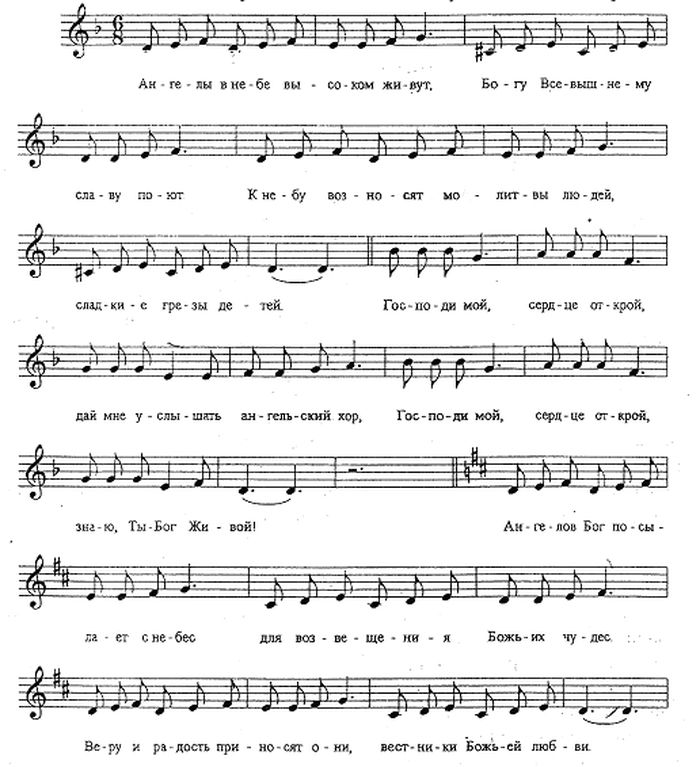 Ан-ге-лы в не-бе вы - со-ком жи-вут, Бо-гу Все-выш-не-му
сла-ву по-ют К не-бу воз-но-сят мо - лит-вы лю-дей,
слад-ки-е гре-зы де-тей. Гос-по-ди мой, серд-це от-крой,
дай мне у-слы-шать ан-гель-ский хор, Гос-по-ди мой, серд-це от-крой,
зна-ю, Ты-Бог Жи-вой! Ан-ге-лов Бог по-сы-
ла-ет с не-бес для воз-ве-ще-ни-я Божь-их чу-дес.
Ве-ру и ра-дость при-но-сят о-ни, вест-ни-ки Божь-ей люб-ви.